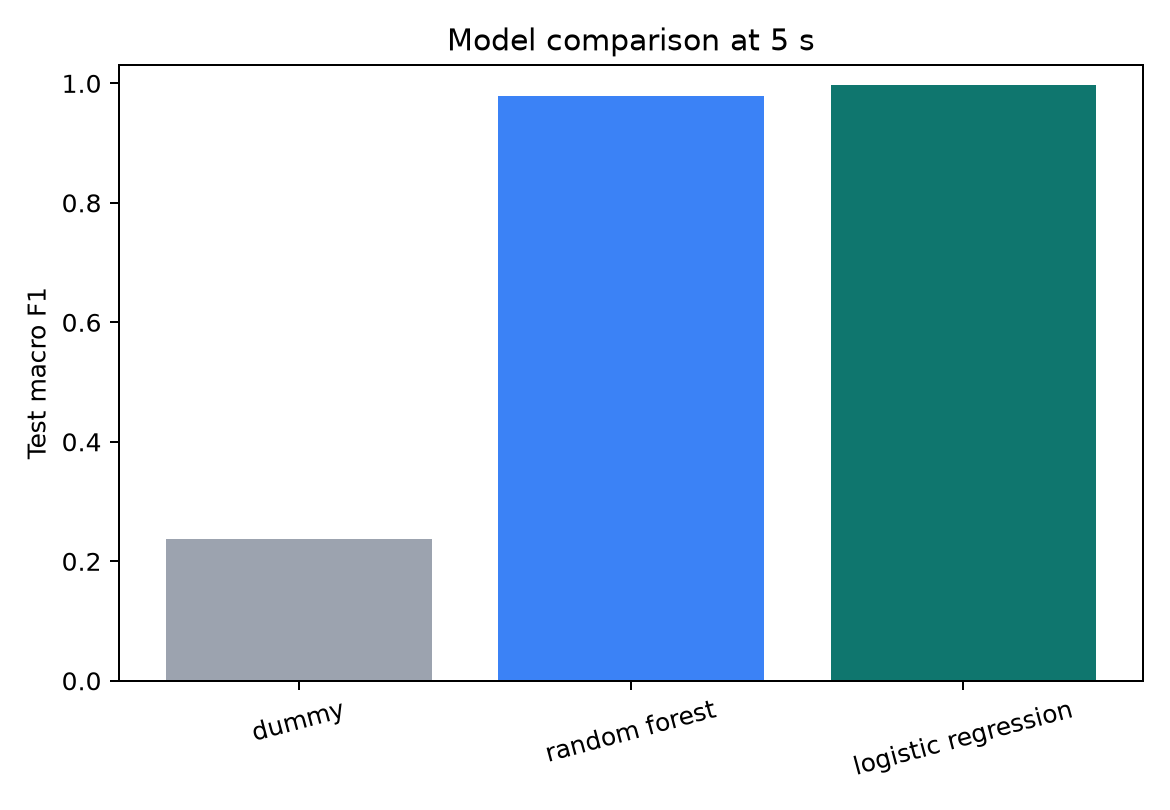 Model comparison at 5 s
Test macro F1
1.0
0.8
0.6
0.4
0.2
0.0
dummy
random forest
logistic regression